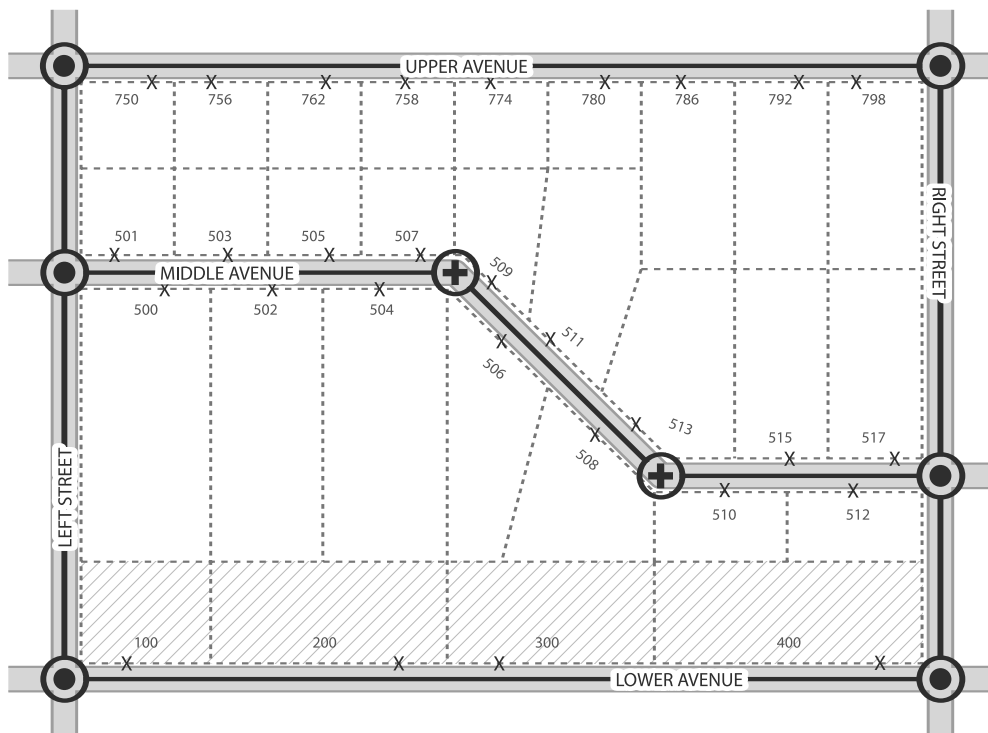 UPPER AVENUE
750 756 762 758 774 780 786 792 798
RIGHT STREET
501 503 505 507
MIDDLE AVENUE
509
500 502 504
511
506
513
508
515 517
LEFT STREET
510 512
100 200 300 400
LOWER AVENUE